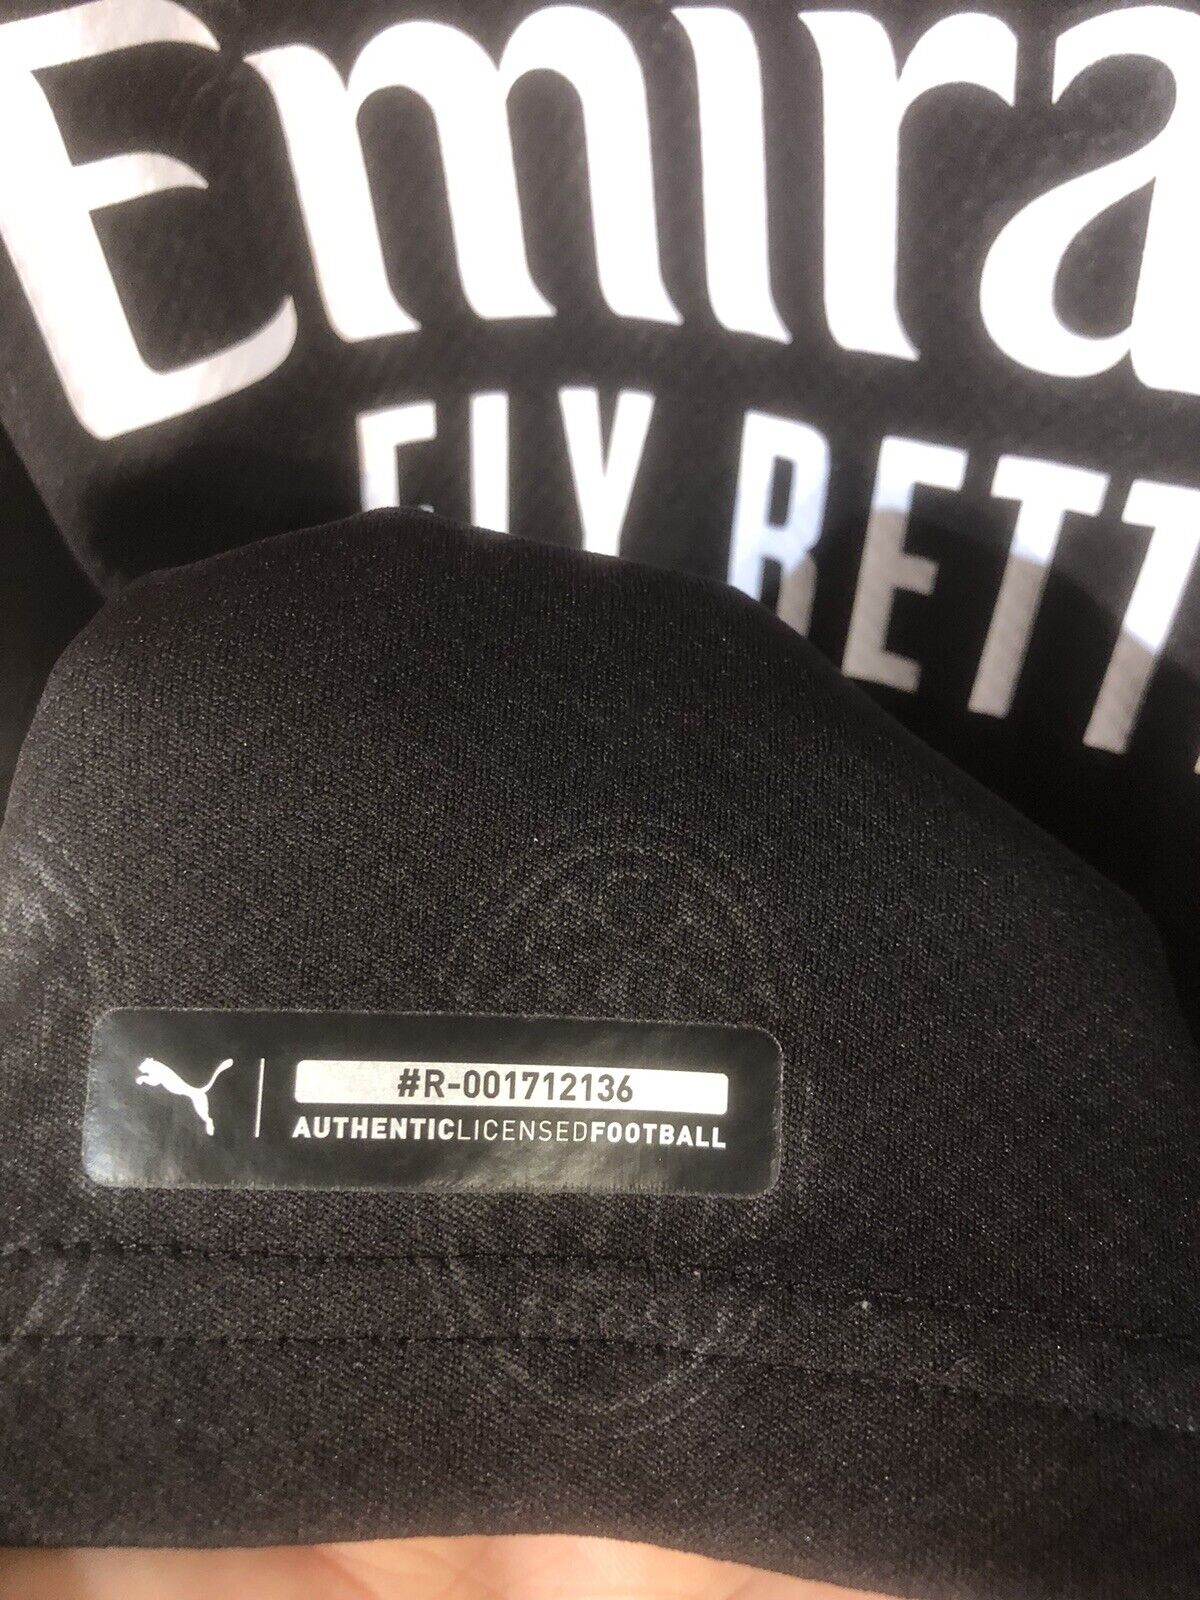 Emira
FLY BETT
#R-001712136
AUTHENTICLICENSEDFOOTBALL